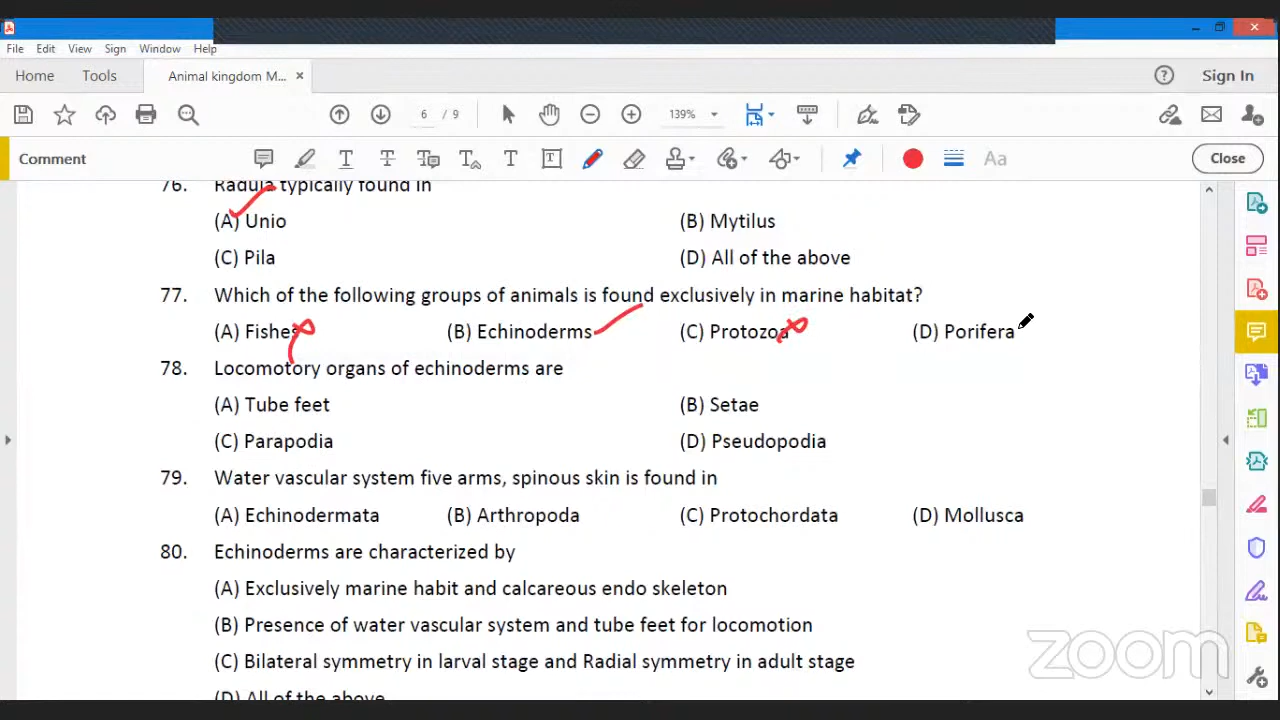 File Edit View Sign Window Help
Home Tools Animal kingdom M... × Sign In
6 / 9 139%
Comment Aa Close
76. Radula typically found in
(A) Unio (B) Mytilus
(C) Pila (D) All of the above
77. Which of the following groups of animals is found exclusively in marine habitat?
(A) Fishes (B) Echinoderms (C) Protozoa (D) Porifera
78. Locomotory organs of echinoderms are
(A) Tube feet (B) Setae
(C) Parapodia (D) Pseudopodia
79. Water vascular system five arms, spinous skin is found in
(A) Echinodermata (B) Arthropoda (C) Protochordata (D) Mollusca
80. Echinoderms are characterized by
(A) Exclusively marine habit and calcareous endo skeleton
(B) Presence of water vascular system and tube feet for locomotion
(C) Bilateral symmetry in larval stage and Radial symmetry in adult stage
(D) All of the above
zoom